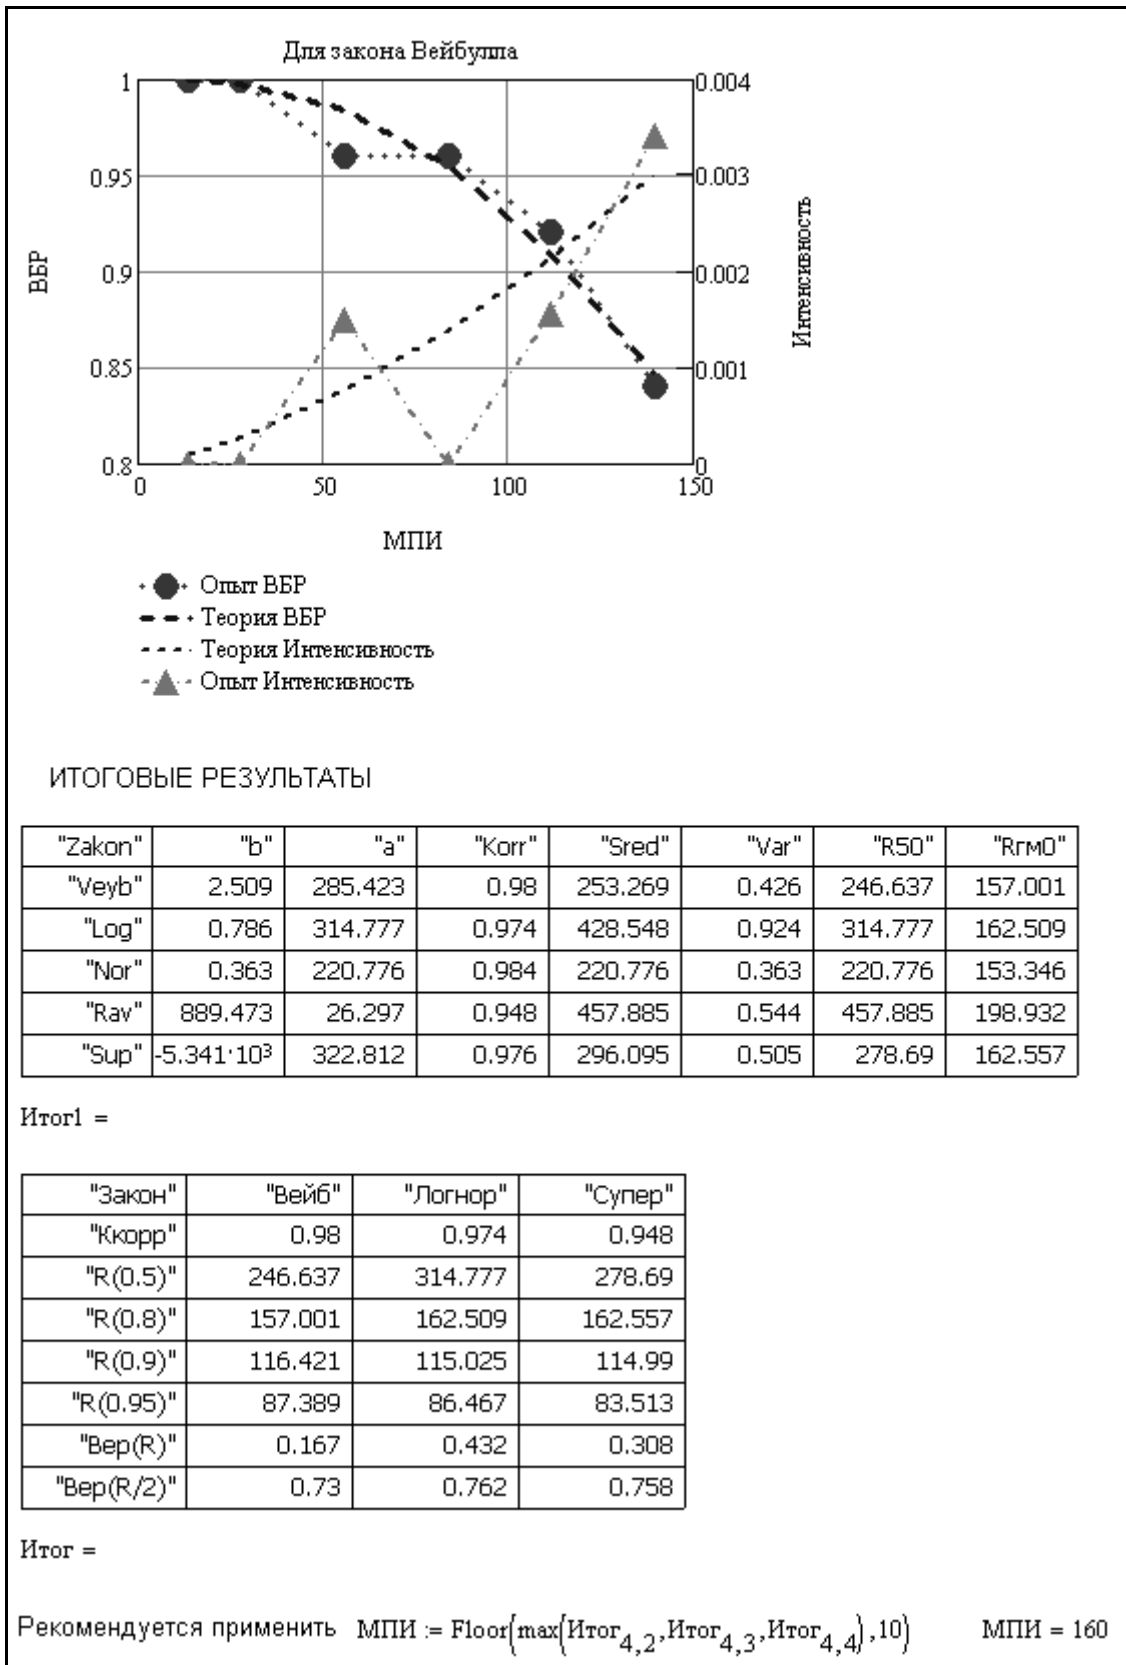 Для закона Вейбулла
1 0.004
0.95 0.003
0.9 0.002
0.85 0.001
0.8 0
0 50 100 150
ВБР
Интенсивность
МПИ
Опыт ВБР
Теория ВБР
Теория Интенсивность
Опыт Интенсивность
ИТОГОВЫЕ РЕЗУЛЬТАТЫ
"Zakon" "b" "a" "Korr" "Sred" "Var" "R50" "Rгм0"
"Veyb" 2.509 285.423 0.98 253.269 0.426 246.637 157.001
"Log" 0.786 314.777 0.974 428.548 0.924 314.777 162.509
"Nor" 0.363 220.776 0.984 220.776 0.363 220.776 153.346
"Rav" 889.473 26.297 0.948 457.885 0.544 457.885 198.932
"Sup" -5.341·10³ 322.812 0.976 296.095 0.505 278.69 162.557
Итог1 =
"Закон" "Вейб" "Логнор" "Супер"
"Ккорр" 0.98 0.974 0.948
"R(0.5)" 246.637 314.777 278.69
"R(0.8)" 157.001 162.509 162.557
"R(0.9)" 116.421 115.025 114.99
"R(0.95)" 87.389 86.467 83.513
"Вер(R)" 0.167 0.432 0.308
"Вер(R/2)" 0.73 0.762 0.758
Итог =
Рекомендуется применить МПИ := Floor(max(Итог4,2,Итог4,3,Итог4,4),10) МПИ = 160